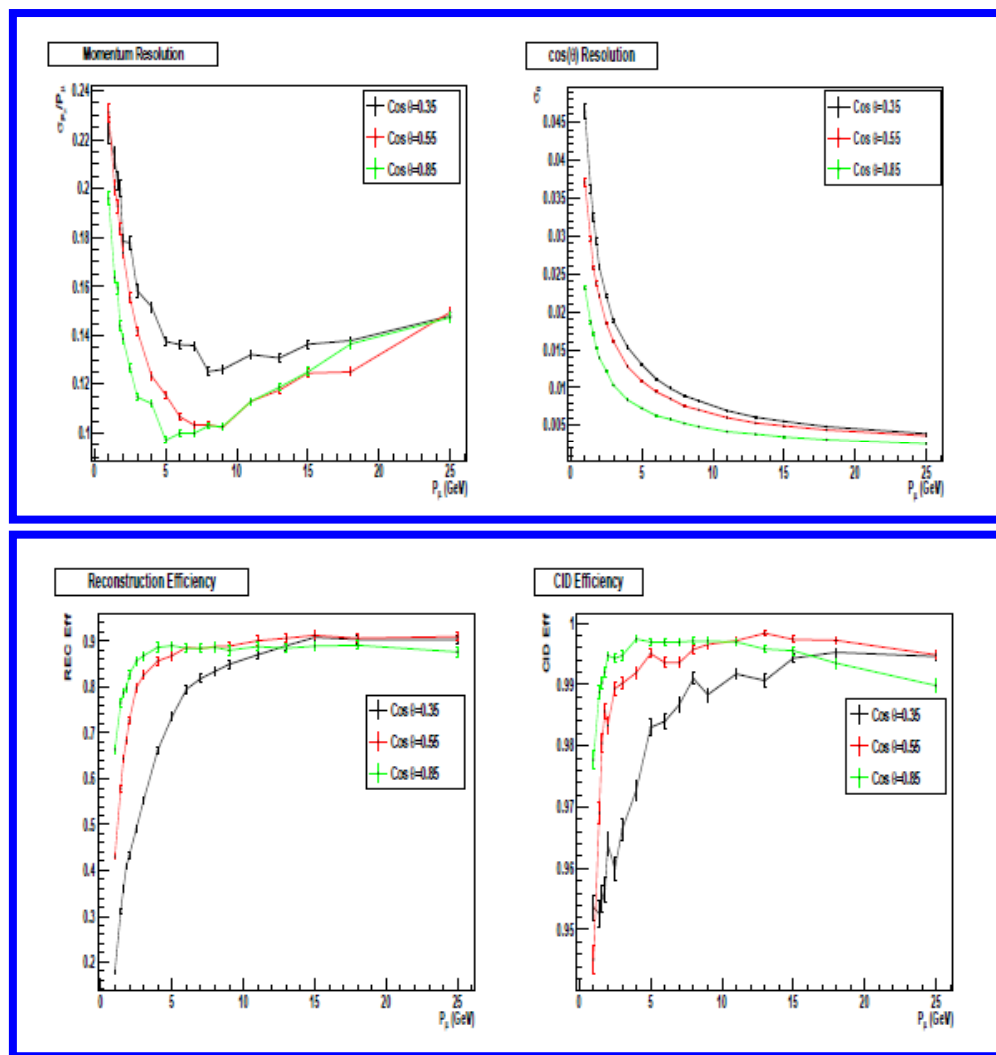 Momentum Resolution
σPμ/Pμ
0.24
0.22
0.2
0.18
0.16
0.14
0.12
0.1
0 5 10 15 20 25
Pμ (GeV)
Cos θ=0.35
Cos θ=0.55
Cos θ=0.85
cos(θ) Resolution
σθ
0.045
0.04
0.035
0.03
0.025
0.02
0.015
0.01
0.005
0 5 10 15 20 25
Pμ (GeV)
Cos θ=0.35
Cos θ=0.55
Cos θ=0.85
Reconstruction Efficiency
REC Eff
0.9
0.8
0.7
0.6
0.5
0.4
0.3
0.2
0 5 10 15 20 25
Pμ (GeV)
Cos θ=0.35
Cos θ=0.55
Cos θ=0.85
CID Efficiency
CID Eff
1
0.99
0.98
0.97
0.96
0.95
0 5 10 15 20 25
Pμ (GeV)
Cos θ=0.35
Cos θ=0.55
Cos θ=0.85